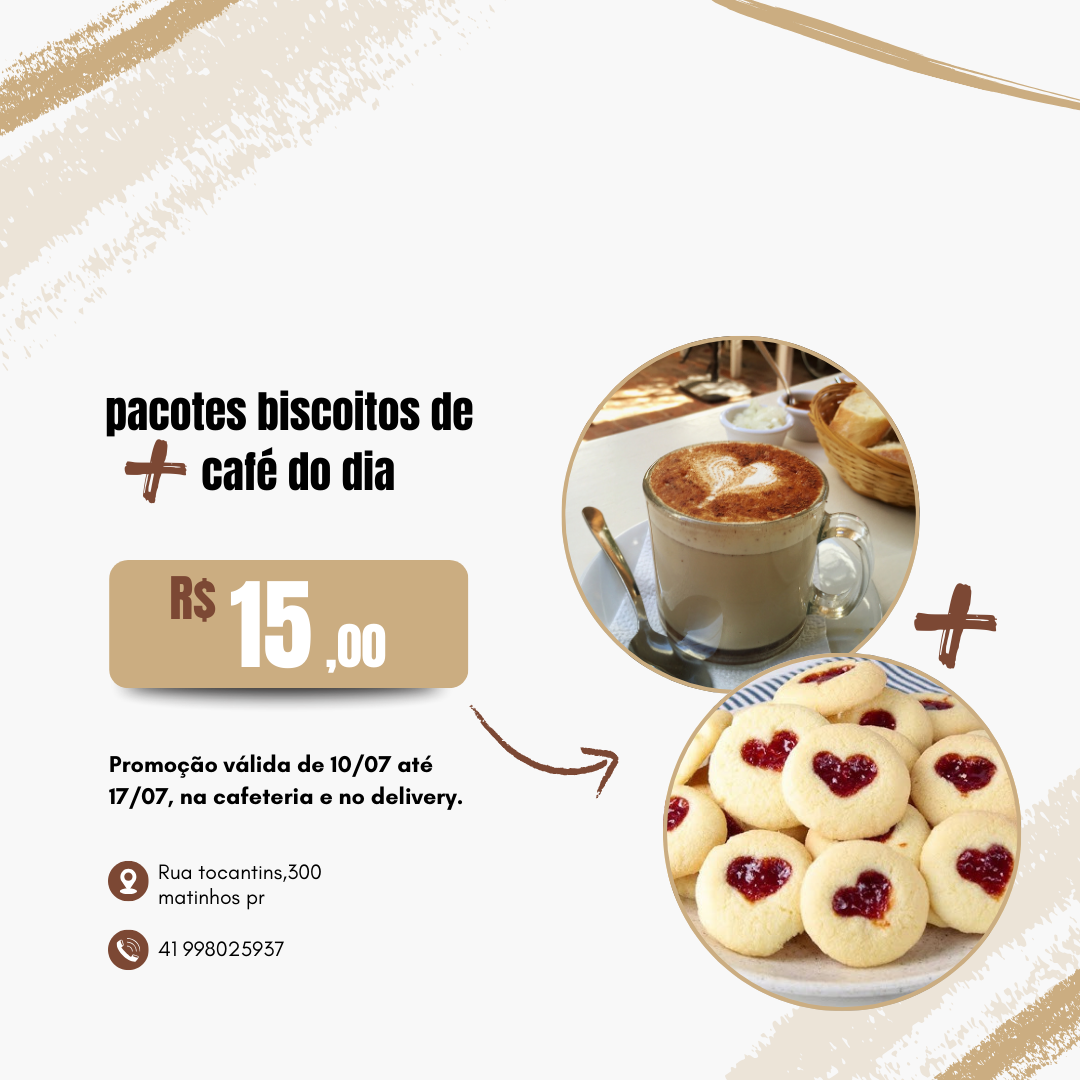 pacotes biscoitos de
+ café do dia
R$ 15 ,00
Promoção válida de 10/07 até
17/07, na cafeteria e no delivery.
Rua tocantins,300
matinhos pr
41 998025937